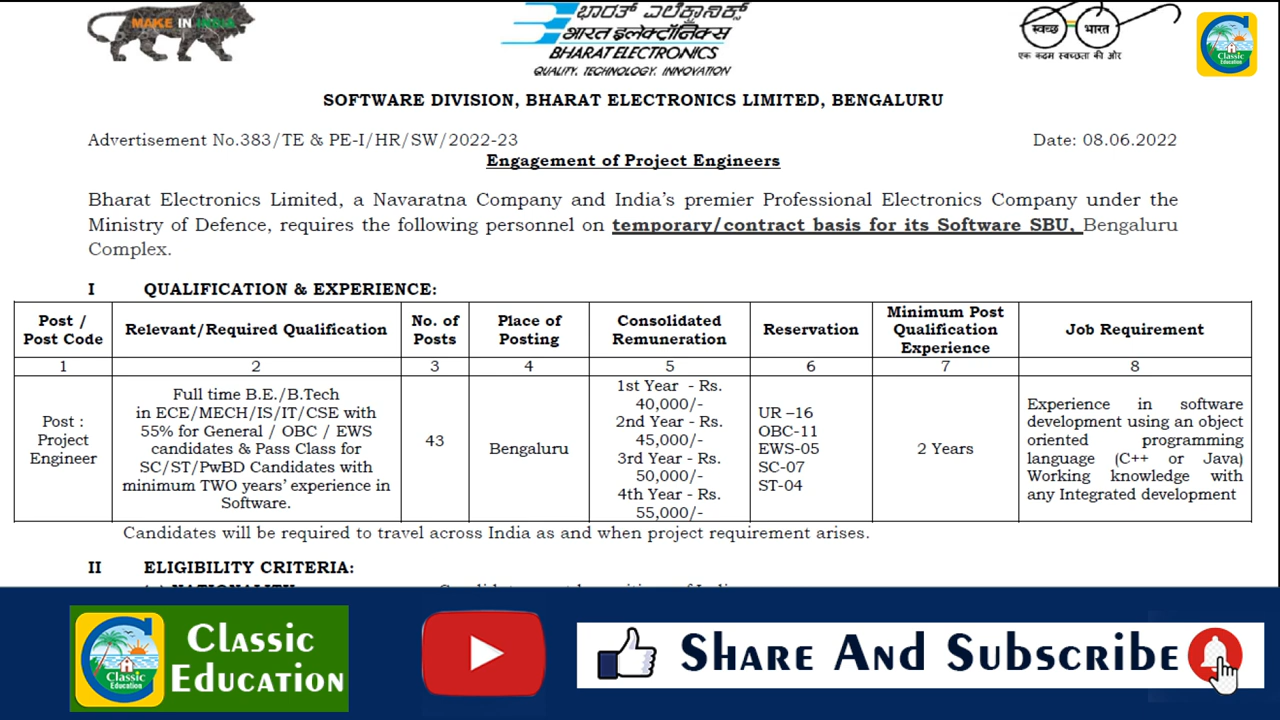 MAKE IN INDIA
ಭಾರತ್ ಎಲೆಕ್ಟ್ರಾನಿಕ್ಸ್
भारत इलेक्ट्रॉनिक्स
BHARAT ELECTRONICS
QUALITY. TECHNOLOGY. INNOVATION
स्वच्छ भारत
एक कदम स्वच्छता की ओर
Classic
Education
SOFTWARE DIVISION, BHARAT ELECTRONICS LIMITED, BENGALURU
Advertisement No.383/TE & PE-I/HR/SW/2022-23 Date: 08.06.2022
Engagement of Project Engineers
Bharat Electronics Limited, a Navaratna Company and India's premier Professional Electronics Company under the
Ministry of Defence, requires the following personnel on temporary/contract basis for its Software SBU, Bengaluru
Complex.
I QUALIFICATION & EXPERIENCE:
Post /
Post Code
Relevant/Required Qualification
No. of
Posts
Place of
Posting
Consolidated
Remuneration
Reservation
Minimum Post
Qualification
Experience
Job Requirement
1 2 3 4 5 6 7 8
Post :
Project
Engineer
Full time B.E./B.Tech
in ECE/MECH/IS/IT/CSE with
55% for General / OBC / EWS
candidates & Pass Class for
SC/ST/PwBD Candidates with
minimum TWO years' experience in
Software.
43
Bengaluru
1st Year - Rs.
40,000/-
2nd Year - Rs.
45,000/-
3rd Year - Rs.
50,000/-
4th Year - Rs.
55,000/-
UR –16
OBC-11
EWS-05
SC-07
ST-04
2 Years
Experience in software
development using an object
oriented programming
language (C++ or Java)
Working knowledge with
any Integrated development
Candidates will be required to travel across India as and when project requirement arises.
II ELIGIBILITY CRITERIA:
Classic
Education
Classic
Education
Share And Subscribe